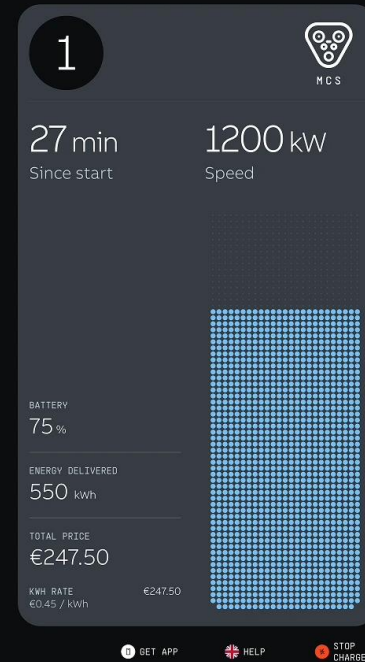 1
MCS
27 min
Since start
1200 kW
Speed
BATTERY
75 %
ENERGY DELIVERED
550 kWh
TOTAL PRICE
€247.50
KWH RATE €247.50
€0.45 / kWh
GET APP
HELP
STOP
CHARGE